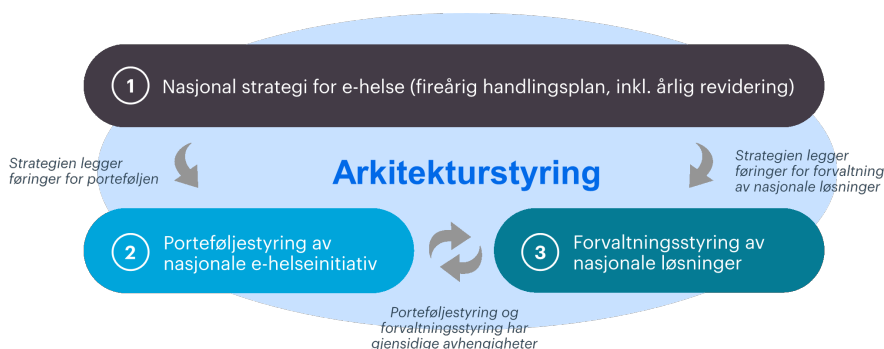 1 Nasjonal strategi for e-helse (fireårig handlingsplan, inkl. årlig revidering)
Strategien legger
føringer for porteføljen
Arkitekturstyring
Strategien legger
føringer for forvaltning
av nasjonale løsninger
2 Porteføljestyring av
nasjonale e-helseinitiativ
3 Forvaltningsstyring av
nasjonale løsninger
Porteføljestyring og
forvaltningsstyring har
gjensidige avhengigheter